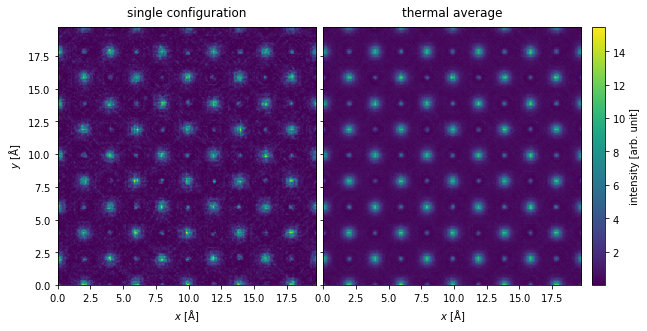 single configuration
thermal average
17.5
15.0
12.5
10.0
7.5
5.0
2.5
0.0
y [Å]
0.0 2.5 5.0 7.5 10.0 12.5 15.0 17.5
x [Å]
0.0 2.5 5.0 7.5 10.0 12.5 15.0 17.5
x [Å]
14
12
10
8
6
4
2
intensity [arb. unit]